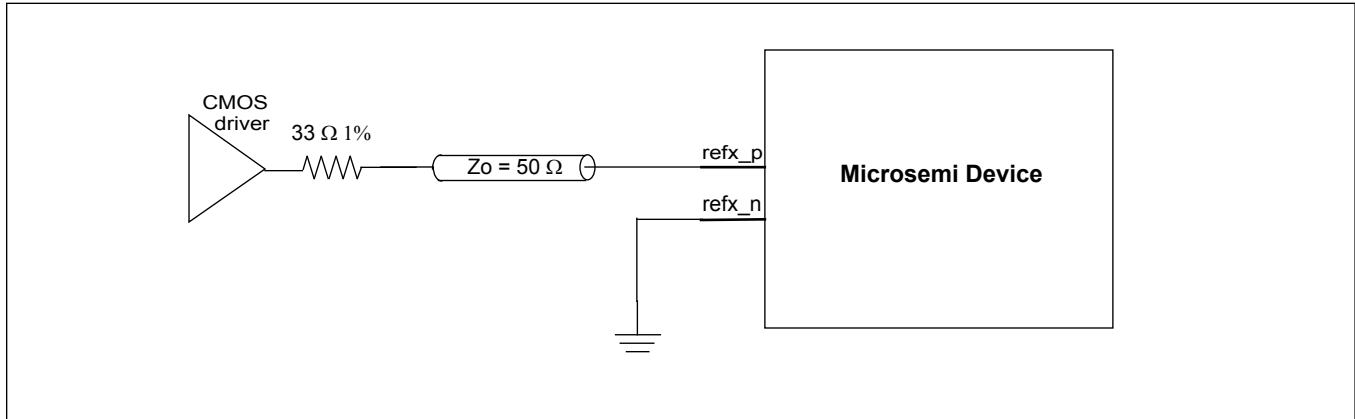 CMOS
driver
33 Ω 1%
Zo = 50 Ω
refx_p
refx_n
Microsemi Device